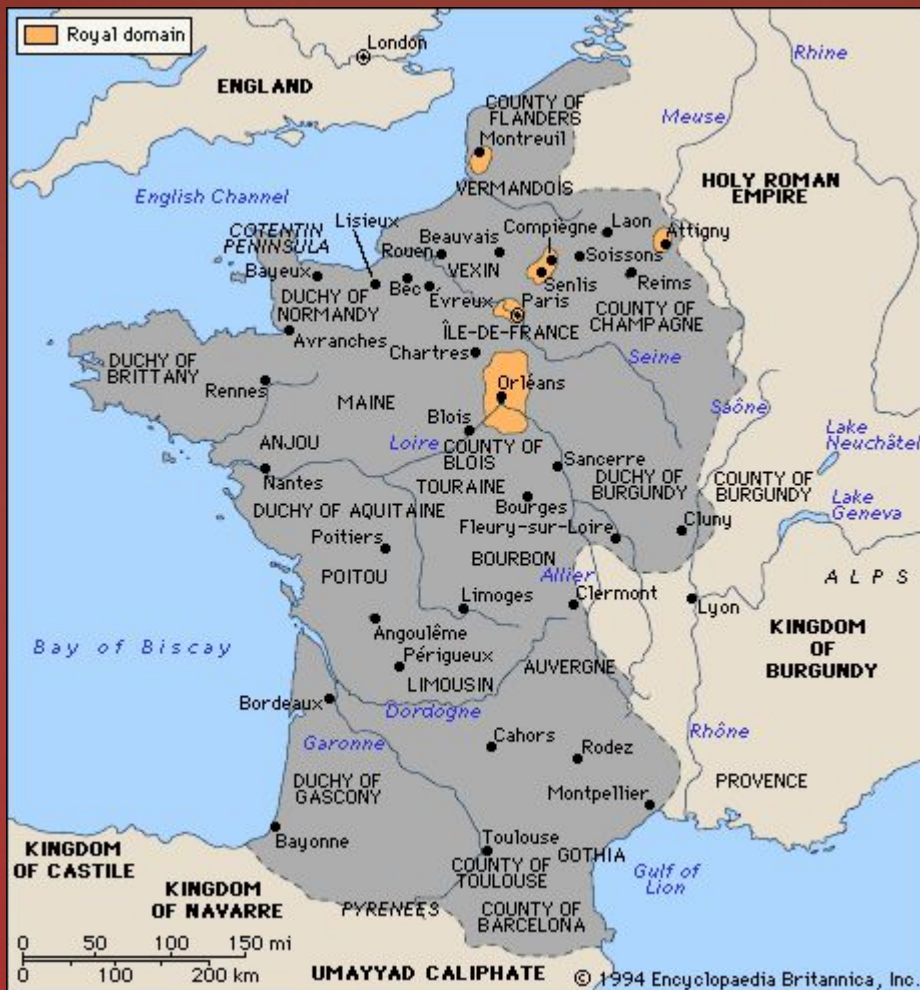 Royal domain
London
ENGLAND
Rhine
COUNTY OF
FLANDERS
Montreuil
Meuse
HOLY ROMAN
EMPIRE
English Channel
VERMANDOIS
COTENTIN
PENINSULA
Lisieux
Rouen
Beauvais
Compiègne
Laon
Attigny
Bayeux
VEXIN
Soissons
Bec
Évreux
Senlis
Reims
DUCHY OF
NORMANDY
Paris
COUNTY OF
CHAMPAGNE
Avranches
ÎLE-DE-FRANCE
Chartres
Seine
DUCHY OF
BRITTANY
Rennes
Orléans
MAINE
Saône
Blois
Lake
Neuchâtel
ANJOU
Loire
COUNTY OF
BLOIS
Sancerre
Nantes
TOURAINE
DUCHY OF
BURGUNDY
COUNTY OF
BURGUNDY
Lake
Geneva
DUCHY OF AQUITAINE
Bourges
Fleury-sur-Loire
Cluny
Poitiers
BOURBON
POITOU
Allier
ALPS
Limoges
Clermont
Lyon
Angoulême
KINGDOM
OF
BURGUNDY
Bay of Biscay
Périgueux
AUVERGNE
LIMOUSIN
Bordeaux
Dordogne
Garonne
Cahors
Rodez
Rhône
DUCHY OF
GASCONY
PROVENCE
Montpellier
Bayonne
Toulouse
GOTHIA
KINGDOM
OF CASTILE
COUNTY OF
TOULOUSE
Gulf of
Lion
KINGDOM
OF NAVARRE
PYRENEES
COUNTY OF
BARCELONA
0 50 100 150 mi
0 100 200 km
UMAYYAD CALIPHATE
© 1994 Encyclopaedia Britannica, Inc.